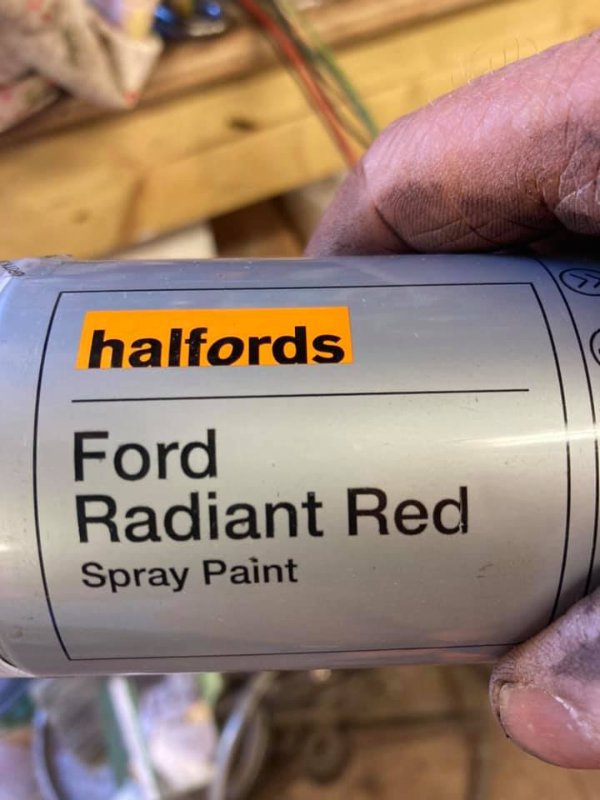 halfords
Ford
Radiant Red
Spray Paint